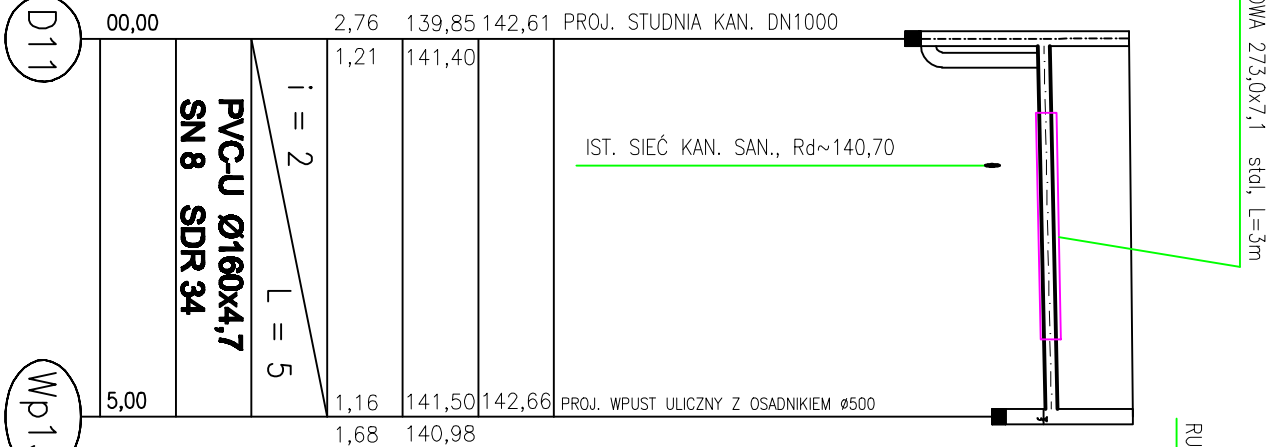 D11
00,00
2,76 139,85 142,61 PROJ. STUDNIA KAN. DN1000
1,21 141,40
PVC-U Ø160x4,7
SN 8 SDR 34
i = 2
L = 5
IST. SIEĆ KAN. SAN., Rd~140,70
273,0x7,1 stal, L=3m
5,00
1,16 141,50 142,66 PROJ. WPUST ULICZNY Z OSADNIKIEM ø500
1,68 140,98